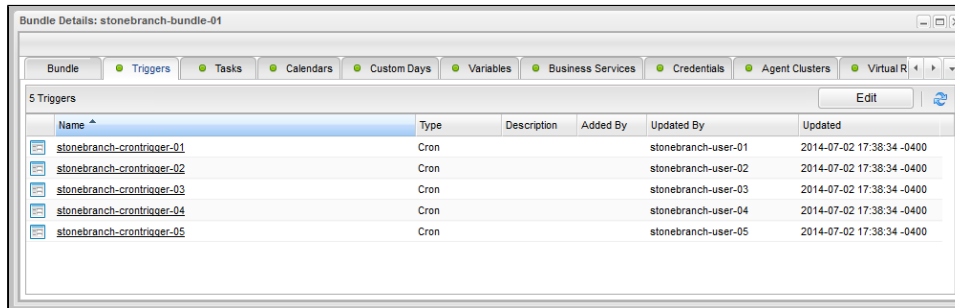 Bundle Details: stonebranch-bundle-01
Bundle Triggers Tasks Calendars Custom Days Variables Business Services Credentials Agent Clusters Virtual R
5 Triggers Edit
Name Type Description Added By Updated By Updated
stonebranch-crontrigger-01 Cron stonebranch-user-01 2014-07-02 17:38:34 -0400
stonebranch-crontrigger-02 Cron stonebranch-user-02 2014-07-02 17:38:34 -0400
stonebranch-crontrigger-03 Cron stonebranch-user-03 2014-07-02 17:38:34 -0400
stonebranch-crontrigger-04 Cron stonebranch-user-04 2014-07-02 17:38:34 -0400
stonebranch-crontrigger-05 Cron stonebranch-user-05 2014-07-02 17:38:34 -0400